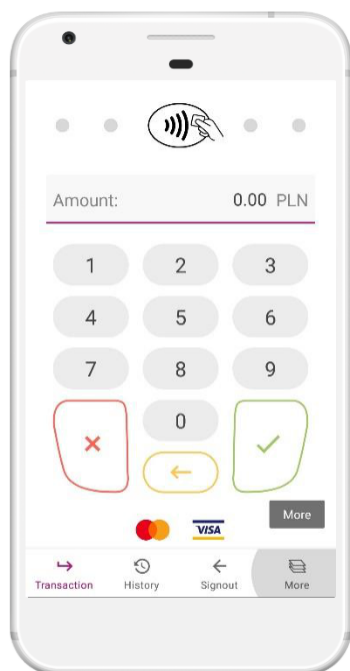 Amount: 0.00 PLN
1 2 3
4 5 6
7 8 9
0
VISA
More
Transaction History Signout More